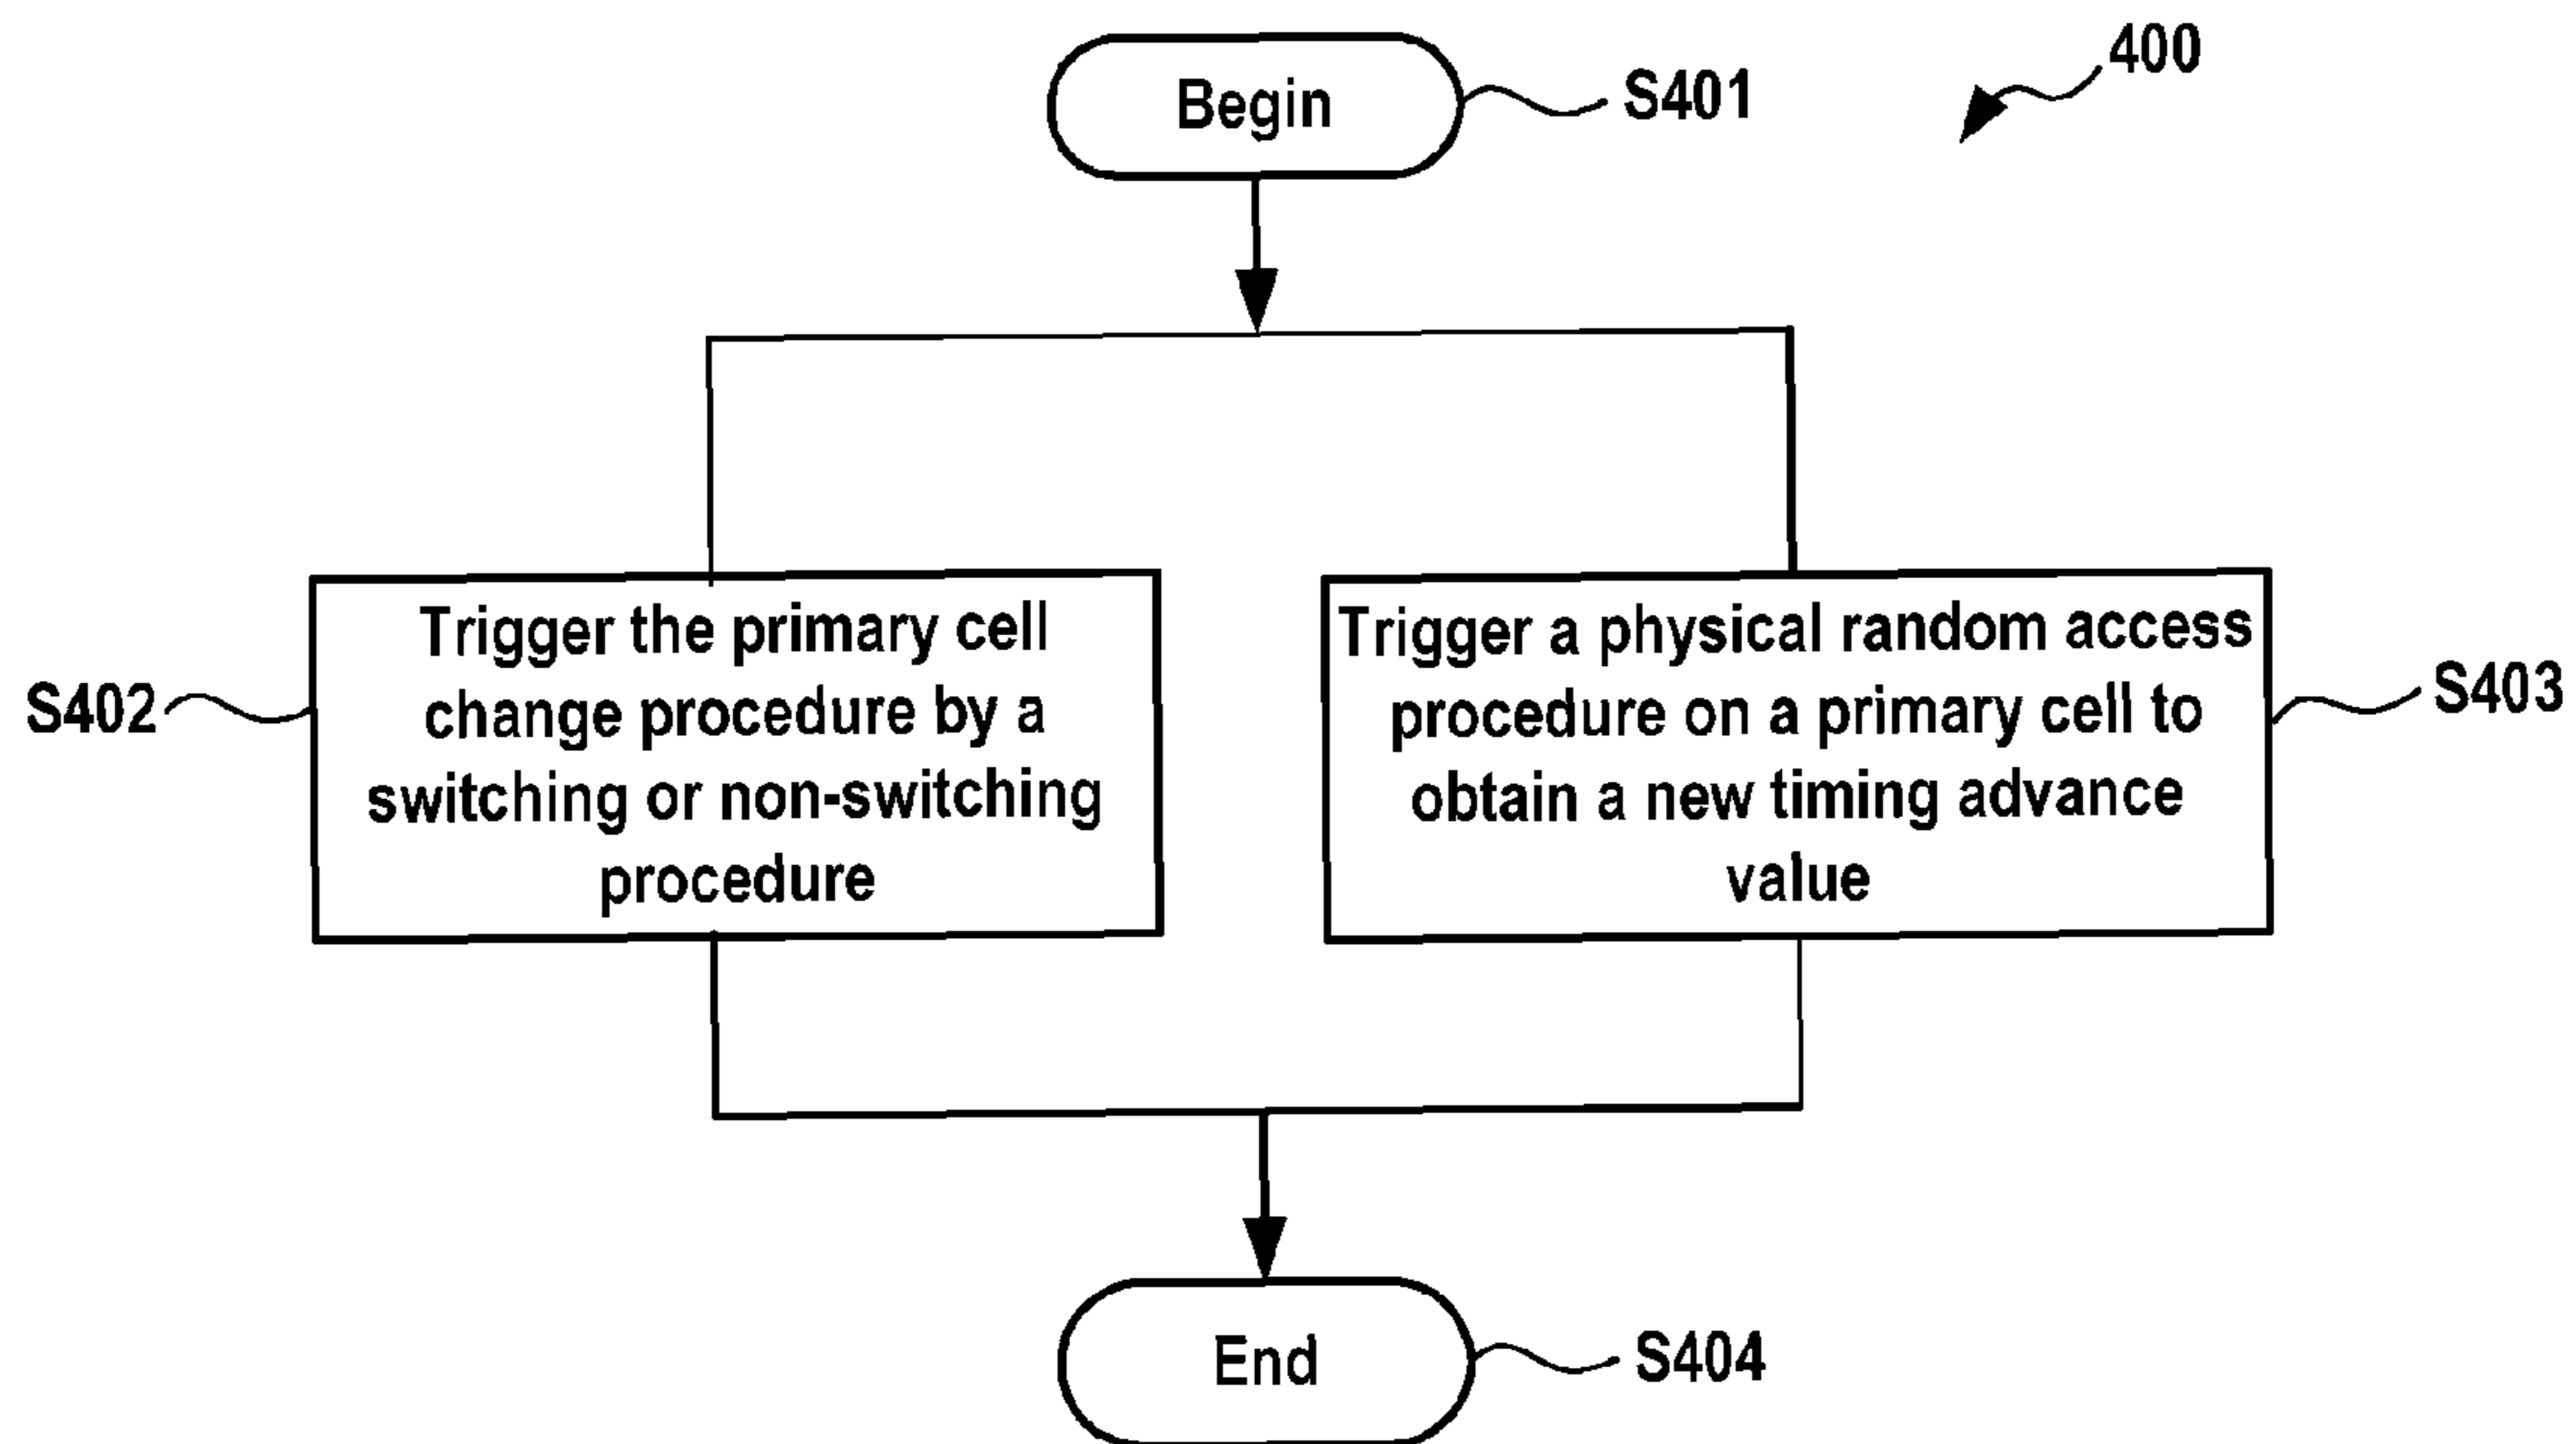 400
Begin
S401
Trigger the primary cell
change procedure by a
switching or non-switching
procedure
S402
Trigger a physical random access
procedure on a primary cell to
obtain a new timing advance
value
S403
End
S404